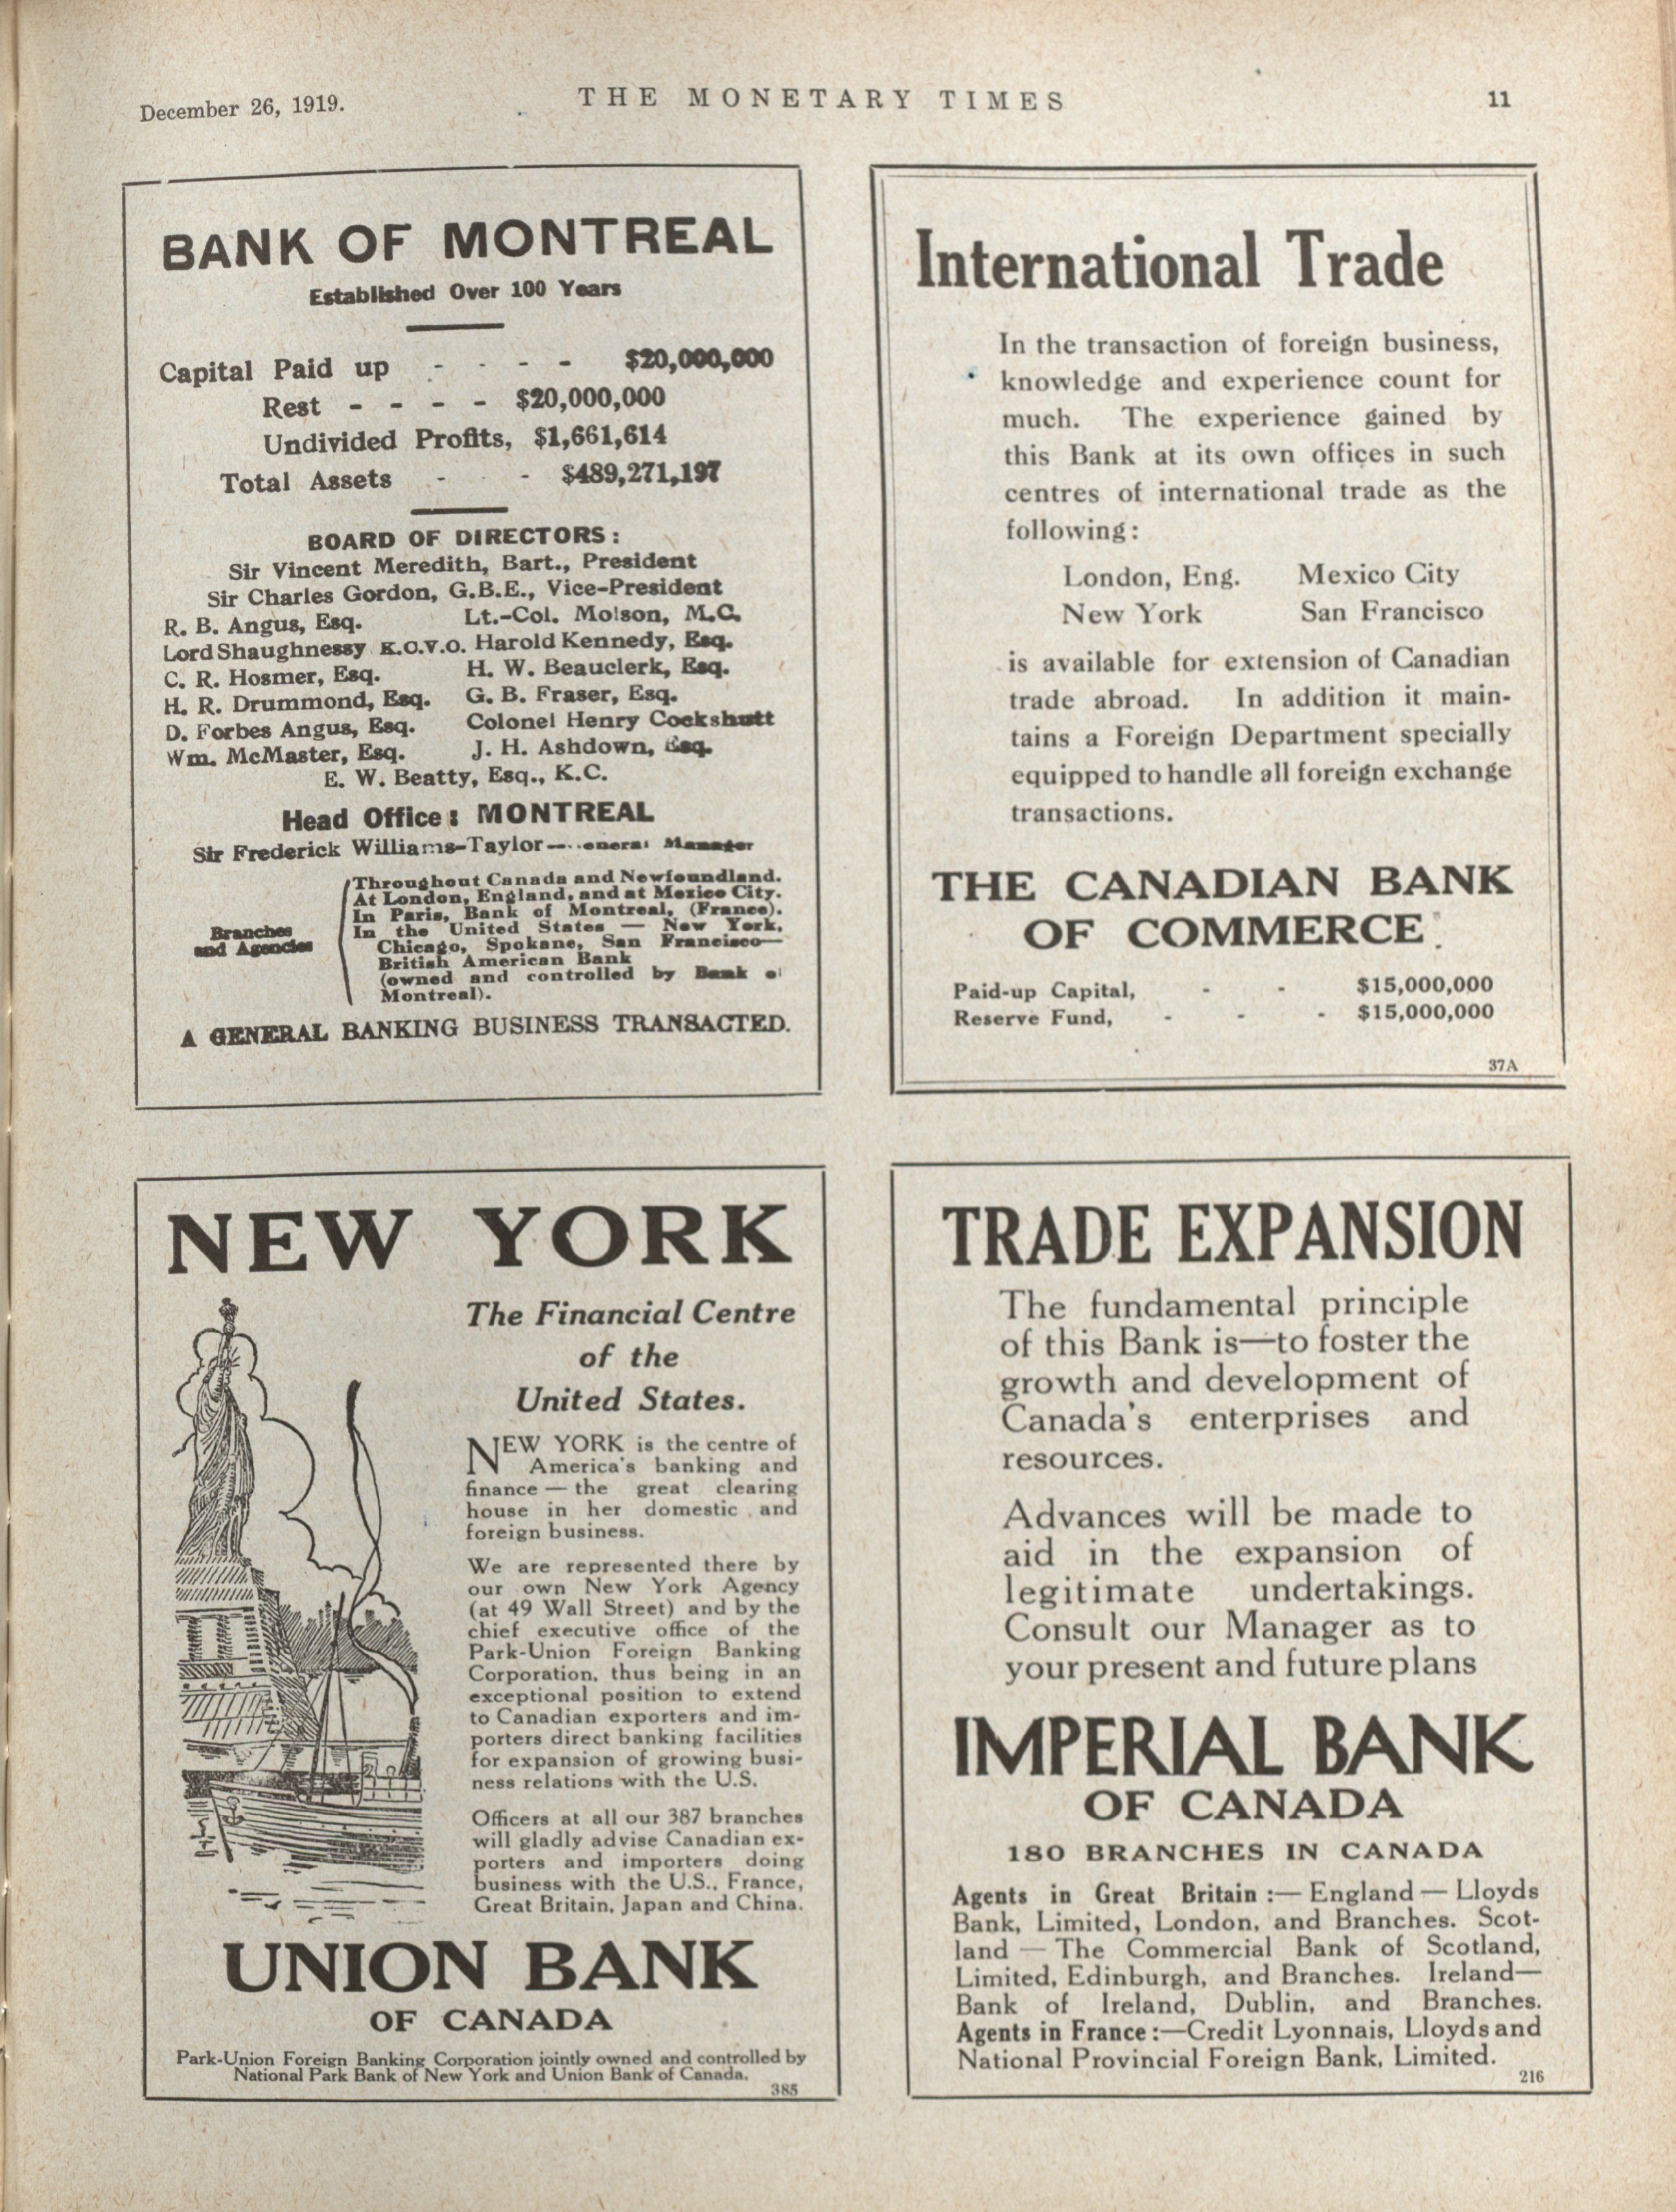 December 26, 1919.
THE MONETARY TIMES
11
BANK OF MONTREAL
Established Over 100 Years
Capital Paid up - - - - $20,000,000
Rest - - - - $20,000,000
Undivided Profits, $1,661,614
Total Assets - - $489,271,197
BOARD OF DIRECTORS:
Sir Vincent Meredith, Bart., President
Sir Charles Gordon, G.B.E., Vice-President
R. B. Angus, Esq. Lt.-Col. Molson, M.C.
Lord Shaughnessy K.C.V.O. Harold Kennedy, Esq.
C. R. Hosmer, Esq. H. W. Beauclerk, Esq.
H. R. Drummond, Esq. G. B. Fraser, Esq.
D. Forbes Angus, Esq. Colonel Henry Cockshutt
Wm. McMaster, Esq. J. H. Ashdown, Esq.
E. W. Beatty, Esq., K.C.
Head Office: MONTREAL
Sir Frederick Williams-Taylor — General Manager
Branches
and Agencies
Throughout Canada and Newfoundland.
At London, England, and at Mexico City.
In Paris, Bank of Montreal, (France).
In the United States — New York,
Chicago, Spokane, San Francisco—
British American Bank
(owned and controlled by Bank of
Montreal).
A GENERAL BANKING BUSINESS TRANSACTED.
International Trade
In the transaction of foreign business,
knowledge and experience count for
much. The experience gained by
this Bank at its own offices in such
centres of international trade as the
following:
London, Eng. Mexico City
New York San Francisco
is available for extension of Canadian
trade abroad. In addition it main-
tains a Foreign Department specially
equipped to handle all foreign exchange
transactions.
THE CANADIAN BANK
OF COMMERCE
Paid-up Capital, - - $15,000,000
Reserve Fund, - - - $15,000,000
37A
NEW YORK
The Financial Centre
of the
United States.
NEW YORK is the centre of
America's banking and
finance — the great clearing
house in her domestic and
foreign business.
We are represented there by
our own New York Agency
(at 49 Wall Street) and by the
chief executive office of the
Park-Union Foreign Banking
Corporation, thus being in an
exceptional position to extend
to Canadian exporters and im-
porters direct banking facilities
for expansion of growing busi-
ness relations with the U.S.
Officers at all our 387 branches
will gladly advise Canadian ex-
porters and importers doing
business with the U.S., France,
Great Britain, Japan and China.
UNION BANK
OF CANADA
Park-Union Foreign Banking Corporation jointly owned and controlled by
National Park Bank of New York and Union Bank of Canada.
385
TRADE EXPANSION
The fundamental principle
of this Bank is—to foster the
growth and development of
Canada's enterprises and
resources.
Advances will be made to
aid in the expansion of
legitimate undertakings.
Consult our Manager as to
your present and future plans
IMPERIAL BANK
OF CANADA
180 BRANCHES IN CANADA
Agents in Great Britain:— England — Lloyds
Bank, Limited, London, and Branches. Scot-
land — The Commercial Bank of Scotland,
Limited, Edinburgh, and Branches. Ireland—
Bank of Ireland, Dublin, and Branches.
Agents in France:—Credit Lyonnais, Lloyds and
National Provincial Foreign Bank, Limited.
216